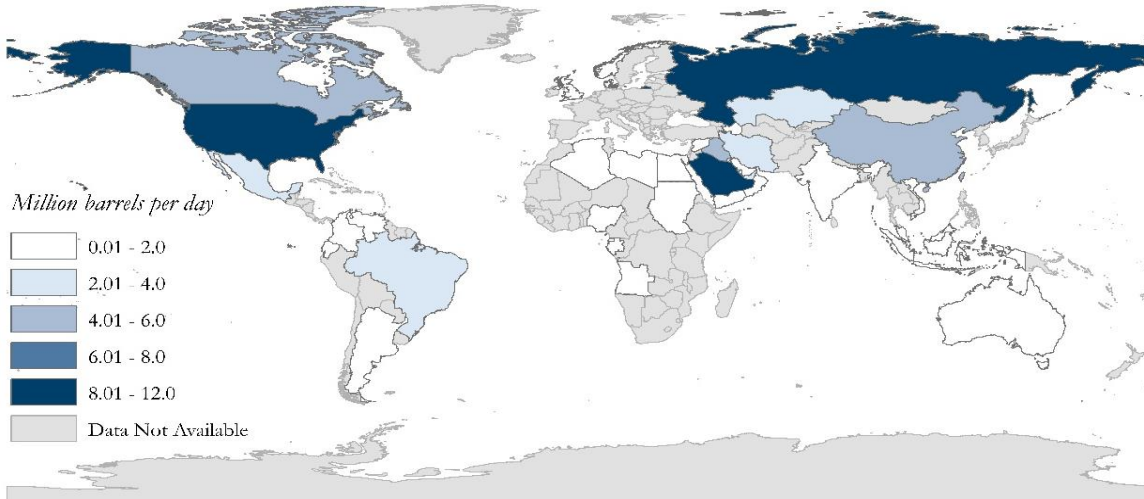 Million barrels per day
0.01 - 2.0
2.01 - 4.0
4.01 - 6.0
6.01 - 8.0
8.01 - 12.0
Data Not Available